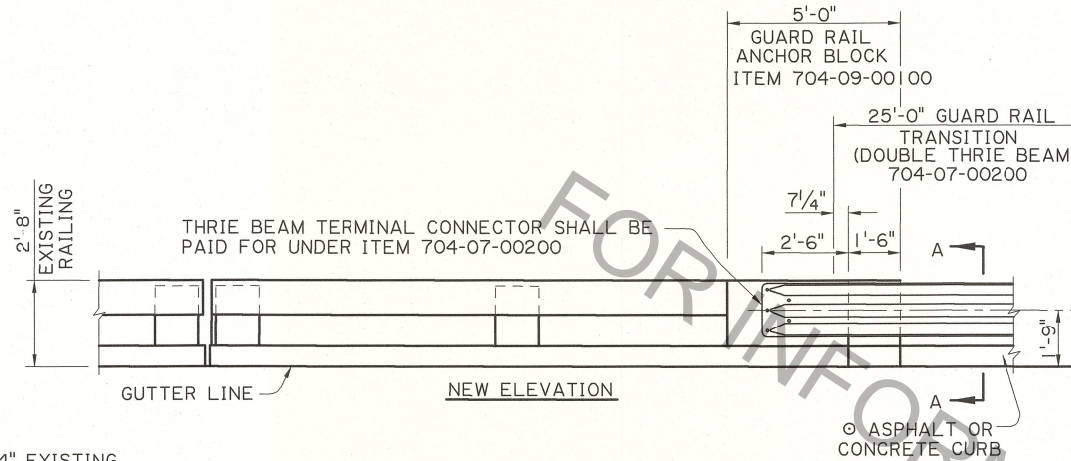 5'-0"
GUARD RAIL
ANCHOR BLOCK
ITEM 704-09-00100
25'-0" GUARD RAIL
TRANSITION
(DOUBLE THRIE BEAM
704-07-00200
7 1/4"
2'-6"
1'-6"
A
2'-8"
EXISTING
RAILING
THRIE BEAM TERMINAL CONNECTOR SHALL BE
PAID FOR UNDER ITEM 704-07-00200
1'-9"
GUTTER LINE
NEW ELEVATION
A
⊙ ASPHALT OR
CONCRETE CURB
4" EXISTING
FOR INFOR